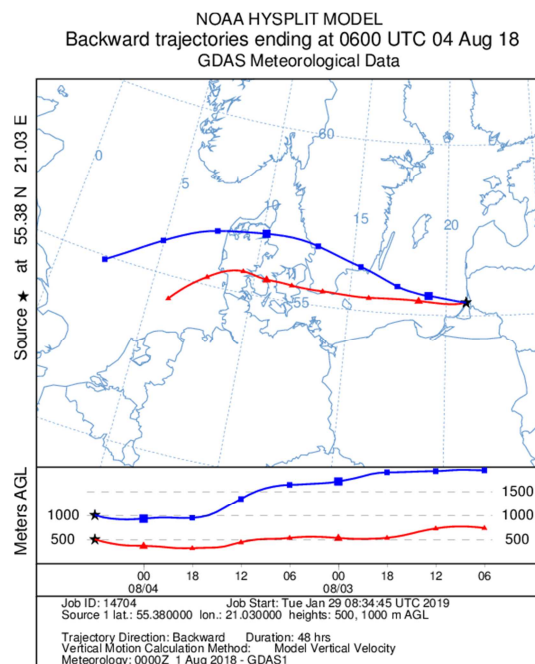 NOAA HYSPLIT MODEL
Backward trajectories ending at 0600 UTC 04 Aug 18
GDAS Meteorological Data
Source ★ at 55.38 N 21.03 E
60
0
5
10
15
20
55
Meters AGL
1500
1000
1000
500
500
00 18 12 06 00 18 12 06
08/04 08/03
Job ID: 14704 Job Start: Tue Jan 29 08:34:45 UTC 2019
Source 1 lat.: 55.380000 lon.: 21.030000 heights: 500, 1000 m AGL
Trajectory Direction: Backward Duration: 48 hrs
Vertical Motion Calculation Method: Model Vertical Velocity
Meteorology: 0000Z 1 Aug 2018 - GDAS1